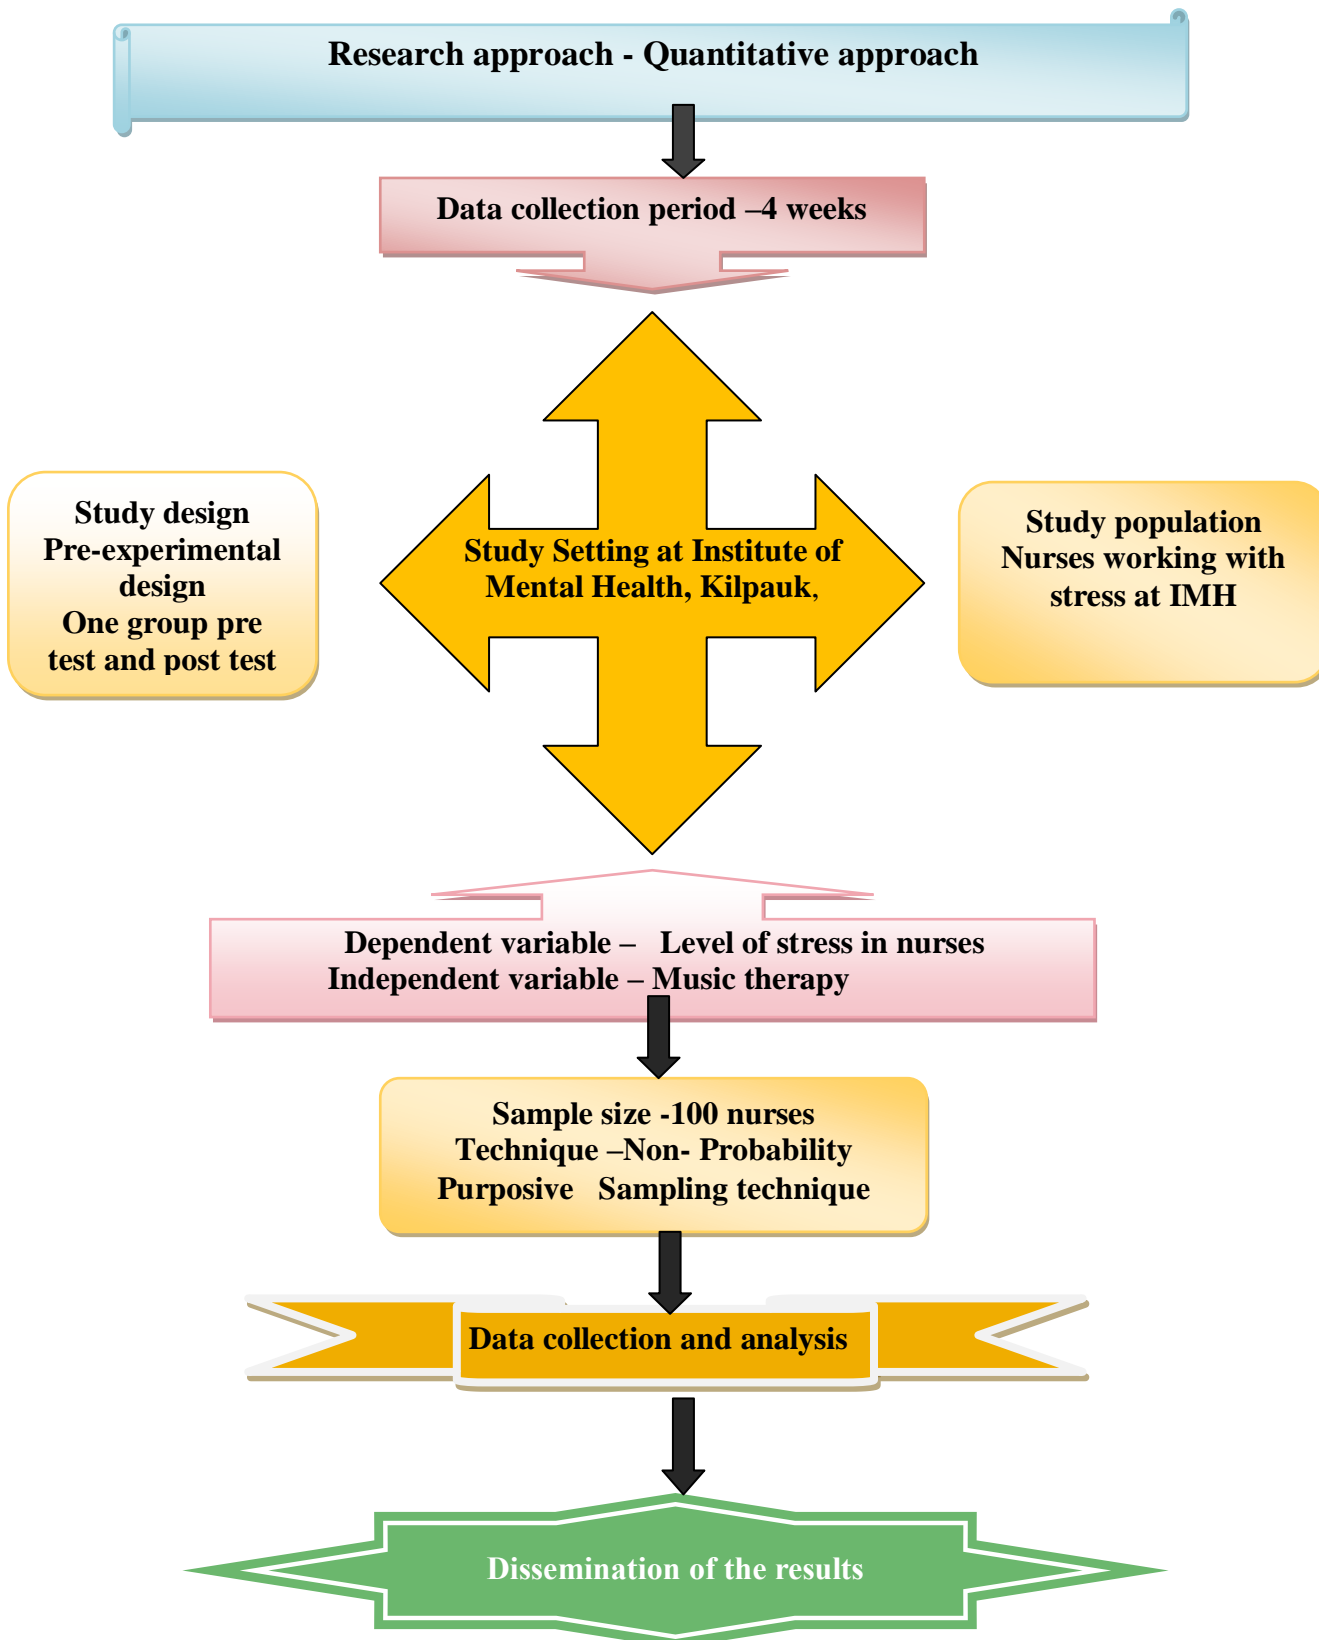 Research approach - Quantitative approach
Data collection period –4 weeks
Study design
Pre-experimental
design
One group pre
test and post test
Study Setting at Institute of
Mental Health, Kilpauk,
Study population
Nurses working with
stress at IMH
Dependent variable – Level of stress in nurses
Independent variable – Music therapy
Sample size -100 nurses
Technique –Non- Probability
Purposive Sampling technique
Data collection and analysis
Dissemination of the results